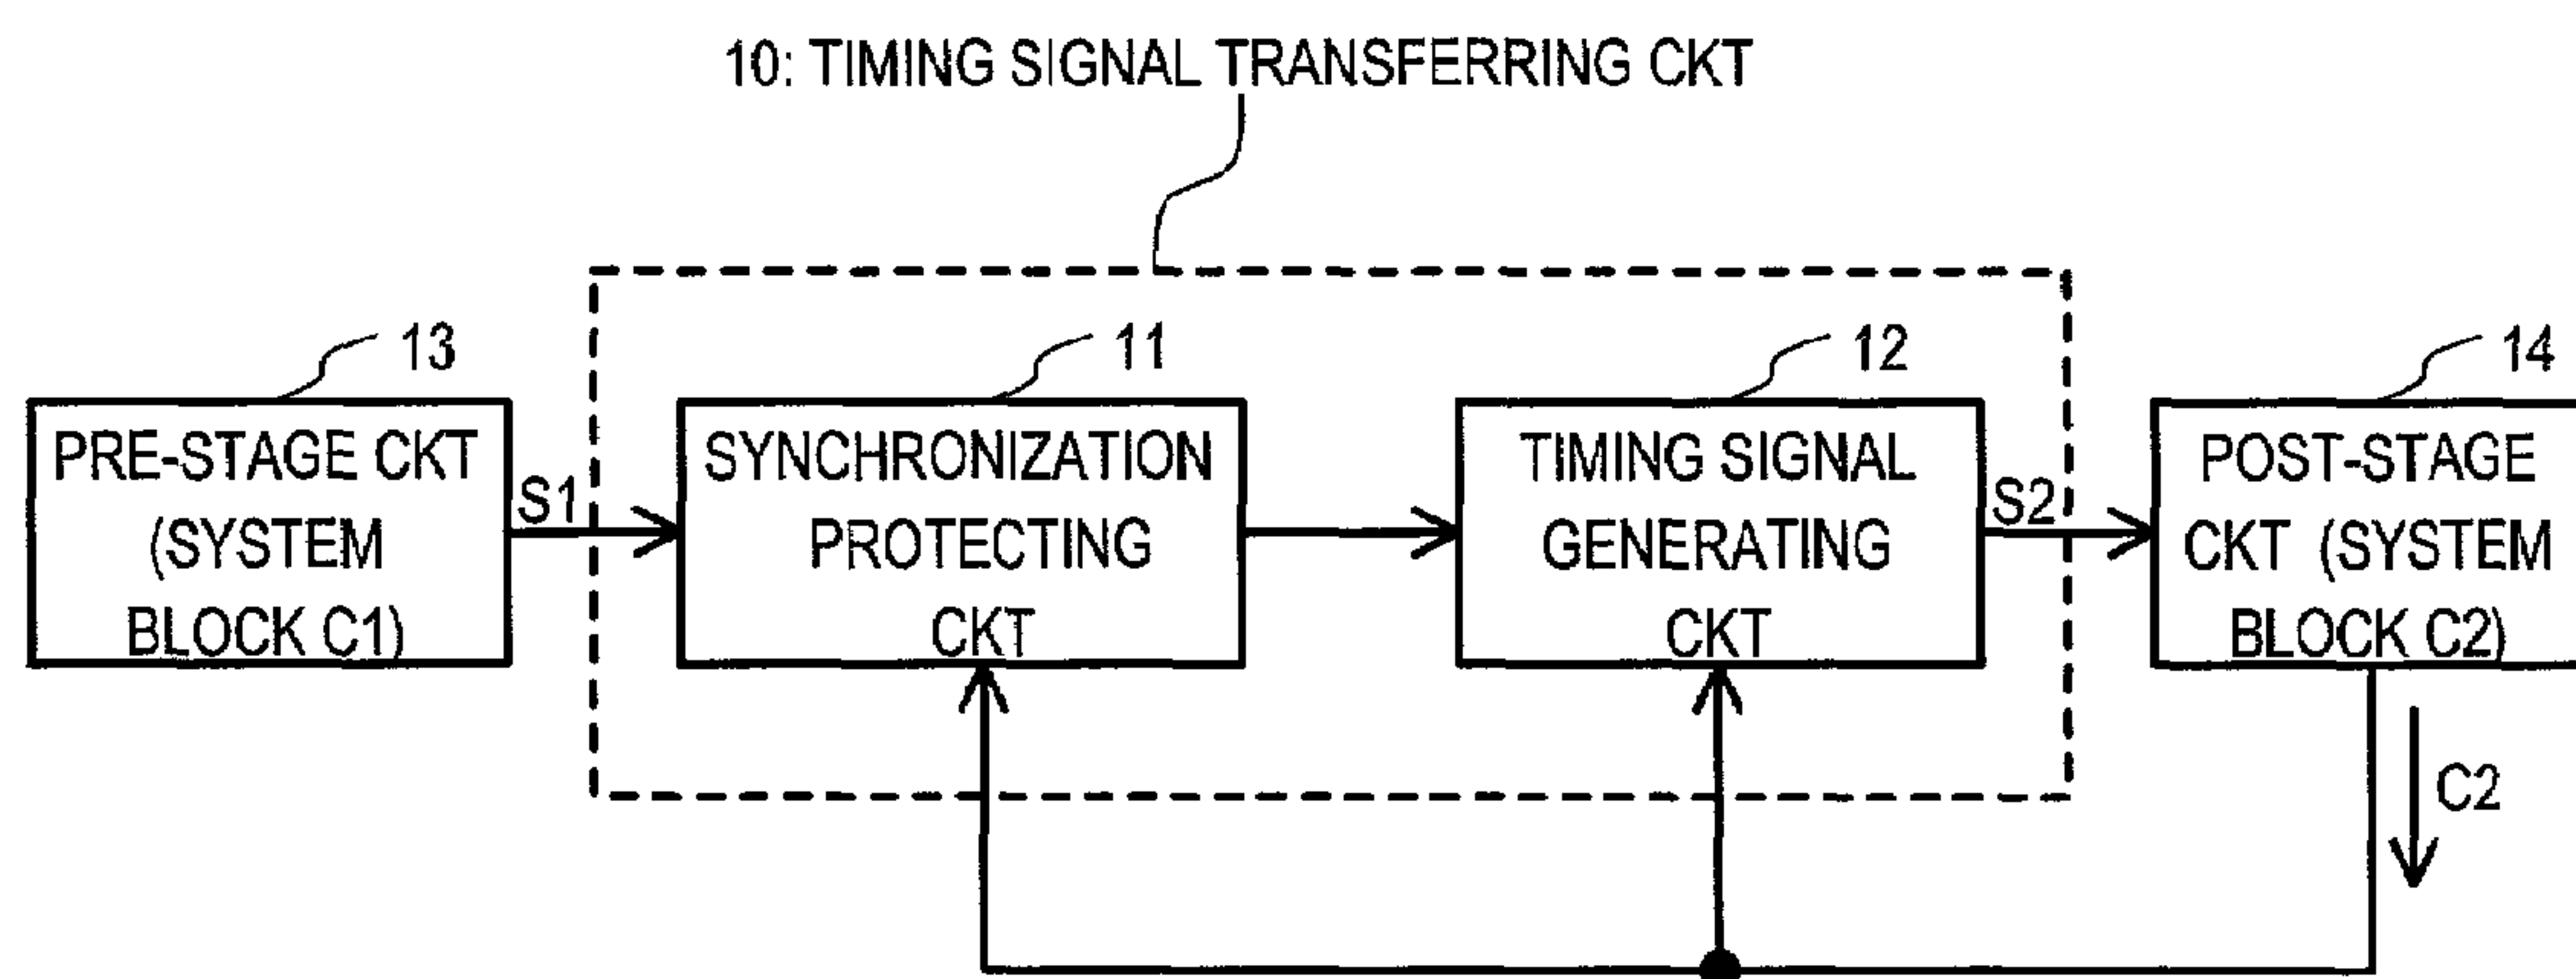 10: TIMING SIGNAL TRANSFERRING CKT
13
11
12
14
PRE-STAGE CKT
(SYSTEM
BLOCK C1)
S1
SYNCHRONIZATION
PROTECTING
CKT
TIMING SIGNAL
GENERATING
CKT
S2
POST-STAGE
CKT (SYSTEM
BLOCK C2)
C2